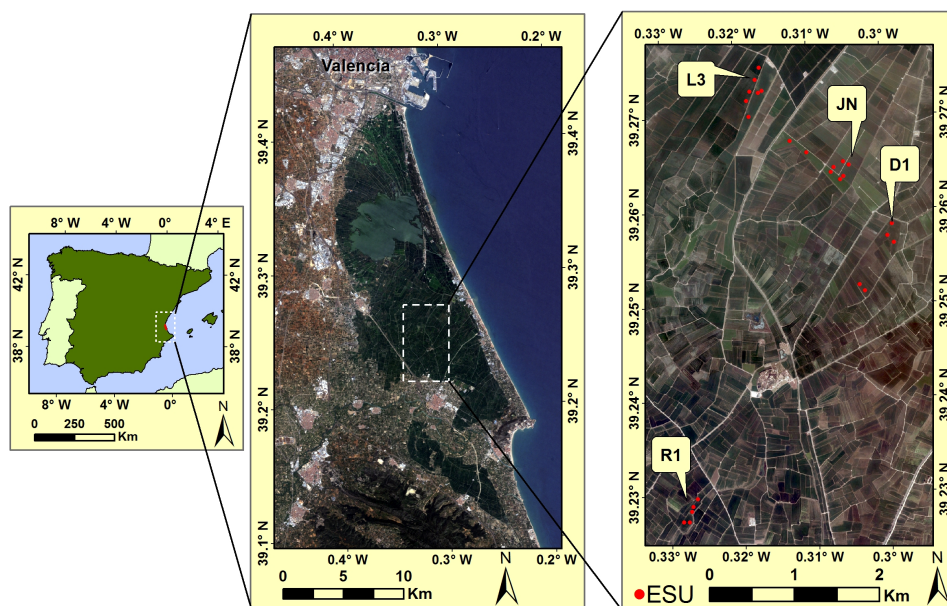 8° W 4° W 0° 4° E
42° N
38° N
42° N
38° N
8° W 4° W 0°
N
0 250 500
Km
0.4° W 0.3° W 0.2° W
Valencia
39.4° N
39.3° N
39.2° N
39.1° N
39.4° N
39.3° N
39.2° N
0.4° W 0.3° W 0.2° W
N
0 5 10
Km
0.33° W 0.32° W 0.31° W 0.3° W
L3
JN
D1
R1
39.27° N
39.26° N
39.25° N
39.24° N
39.23° N
39.27° N
39.26° N
39.25° N
39.24° N
39.23° N
0.33° W 0.32° W 0.31° W 0.3° W
N
ESU
0 1 2
Km